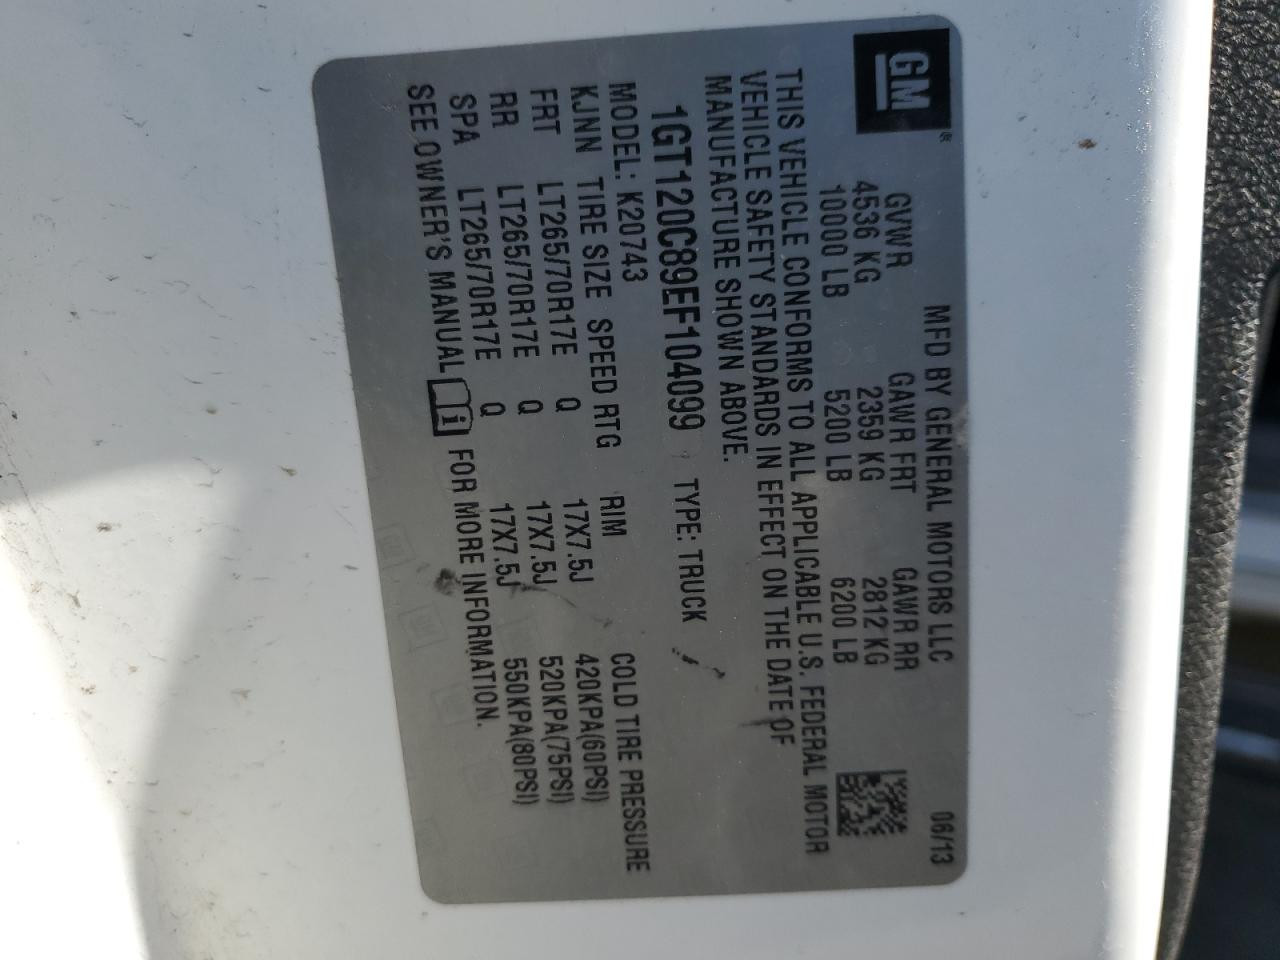 GM
MFD BY GENERAL MOTORS LLC 06/13
GVWR GAWR FRT GAWR RR
4536 KG 2359 KG 2812 KG
10000 LB 5200 LB 6200 LB
THIS VEHICLE CONFORMS TO ALL APPLICABLE U.S. FEDERAL MOTOR
VEHICLE SAFETY STANDARDS IN EFFECT ON THE DATE OF
MANUFACTURE SHOWN ABOVE.
1GT120C89EF104099 TYPE: TRUCK
MODEL: K20743
KJNN TIRE SIZE SPEED RTG RIM COLD TIRE PRESSURE
FRT LT265/70R17E Q 17X7.5J 420KPA(60PSI)
RR LT265/70R17E Q 17X7.5J 520KPA(75PSI)
SPA LT265/70R17E Q 17X7.5J 550KPA(80PSI)
SEE OWNER'S MANUAL i FOR MORE INFORMATION.